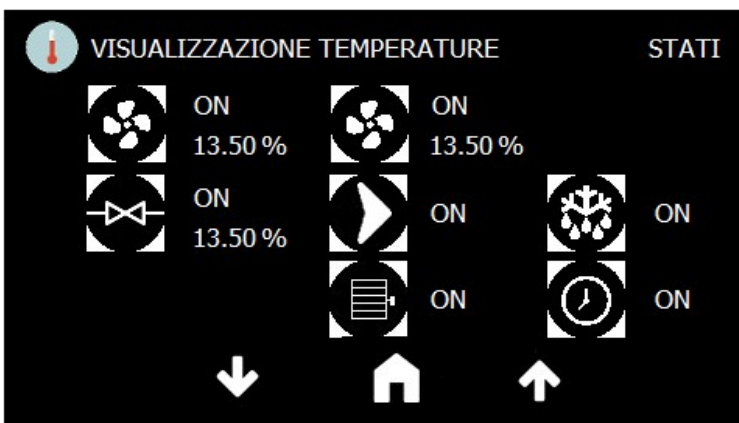 VISUALIZZAZIONE TEMPERATURE STATI
ON ON
13.50 % 13.50 %
ON
13.50 %
ON ON
ON ON